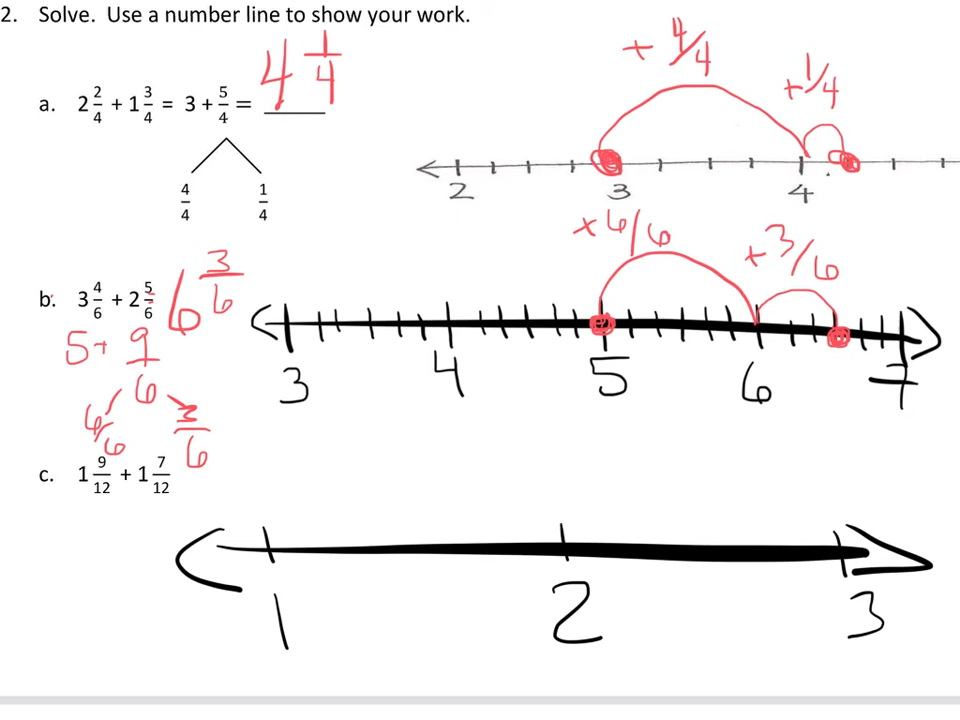 2. Solve. Use a number line to show your work.
a. 2 2/4 + 1 3/4 = 3 + 5/4 = 4 1/4
4/4 1/4
+ 4/4 + 1/4
2 3 4
b. 3 4/6 + 2 5/6 6 3/6
5 + 9/6
6/6 3/6
+ 6/6 + 3/6
3 4 5 6 7
c. 1 9/12 + 1 7/12
1 2 3